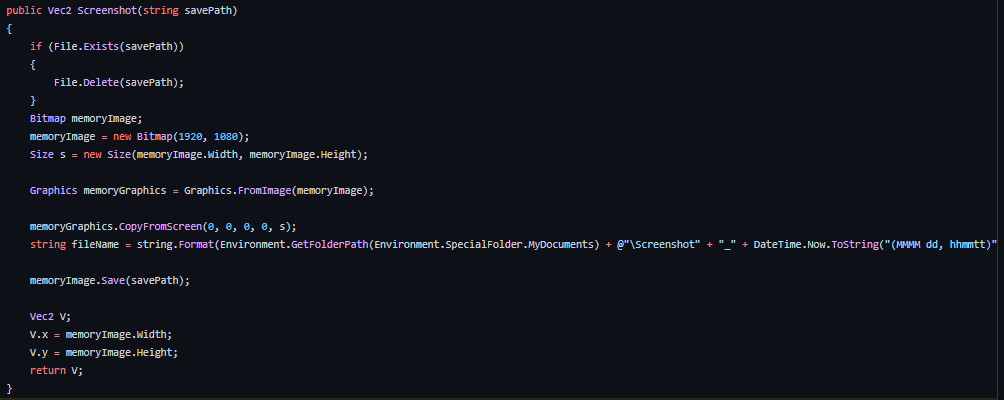 public Vec2 Screenshot(string savePath)
{
    if (File.Exists(savePath))
    {
        File.Delete(savePath);
    }
    Bitmap memoryImage;
    memoryImage = new Bitmap(1920, 1080);
    Size s = new Size(memoryImage.Width, memoryImage.Height);

    Graphics memoryGraphics = Graphics.FromImage(memoryImage);

    memoryGraphics.CopyFromScreen(0, 0, 0, 0, s);
    string fileName = string.Format(Environment.GetFolderPath(Environment.SpecialFolder.MyDocuments) + @"\Screenshot" + "_" + DateTime.Now.ToString("(MMMM dd, hhmmtt)"

    memoryImage.Save(savePath);

    Vec2 V;
    V.x = memoryImage.Width;
    V.y = memoryImage.Height;
    return V;
}